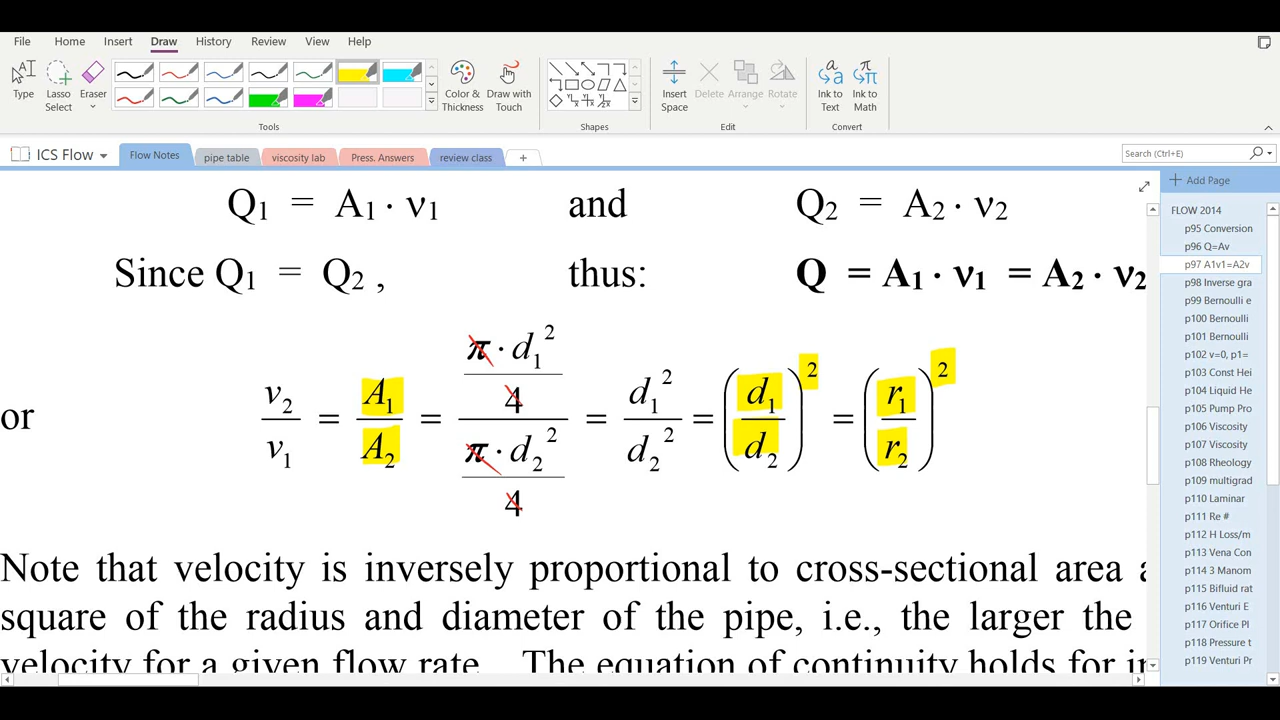 File Home Insert Draw History Review View Help
Type Lasso Select Eraser Color & Thickness Draw with Touch Insert Space Delete Arrange Rotate Ink to Text Ink to Math
Tools Shapes Edit Convert
ICS Flow Flow Notes pipe table viscosity lab Press. Answers review class + Search (Ctrl+E)
Add Page
Q1 = A1 · v1 and Q2 = A2 · v2
Since Q1 = Q2 , thus: Q = A1 · v1 = A2 · v2
or v2/v1 = A1/A2 = (π · d1²/4)/(π · d2²/4) = d1²/d2² = (d1/d2)² = (r1/r2)²
Note that velocity is inversely proportional to cross-sectional area
square of the radius and diameter of the pipe, i.e., the larger the
velocity for a given flow rate. The equation of continuity holds for
FLOW 2014
p95 Conversion
p96 Q=Av
p97 A1v1=A2v
p98 Inverse gra
p99 Bernoulli e
p100 Bernoulli
p101 Bernoulli
p102 v=0, p1=
p103 Const Hei
p104 Liquid He
p105 Pump Pro
p106 Viscosity
p107 Viscosity
p108 Rheology
p109 multigrad
p110 Laminar
p111 Re #
p112 H Loss/m
p113 Vena Con
p114 3 Manom
p115 Bifluid rat
p116 Venturi E
p117 Orifice Pl
p118 Pressure t
p119 Venturi Pr